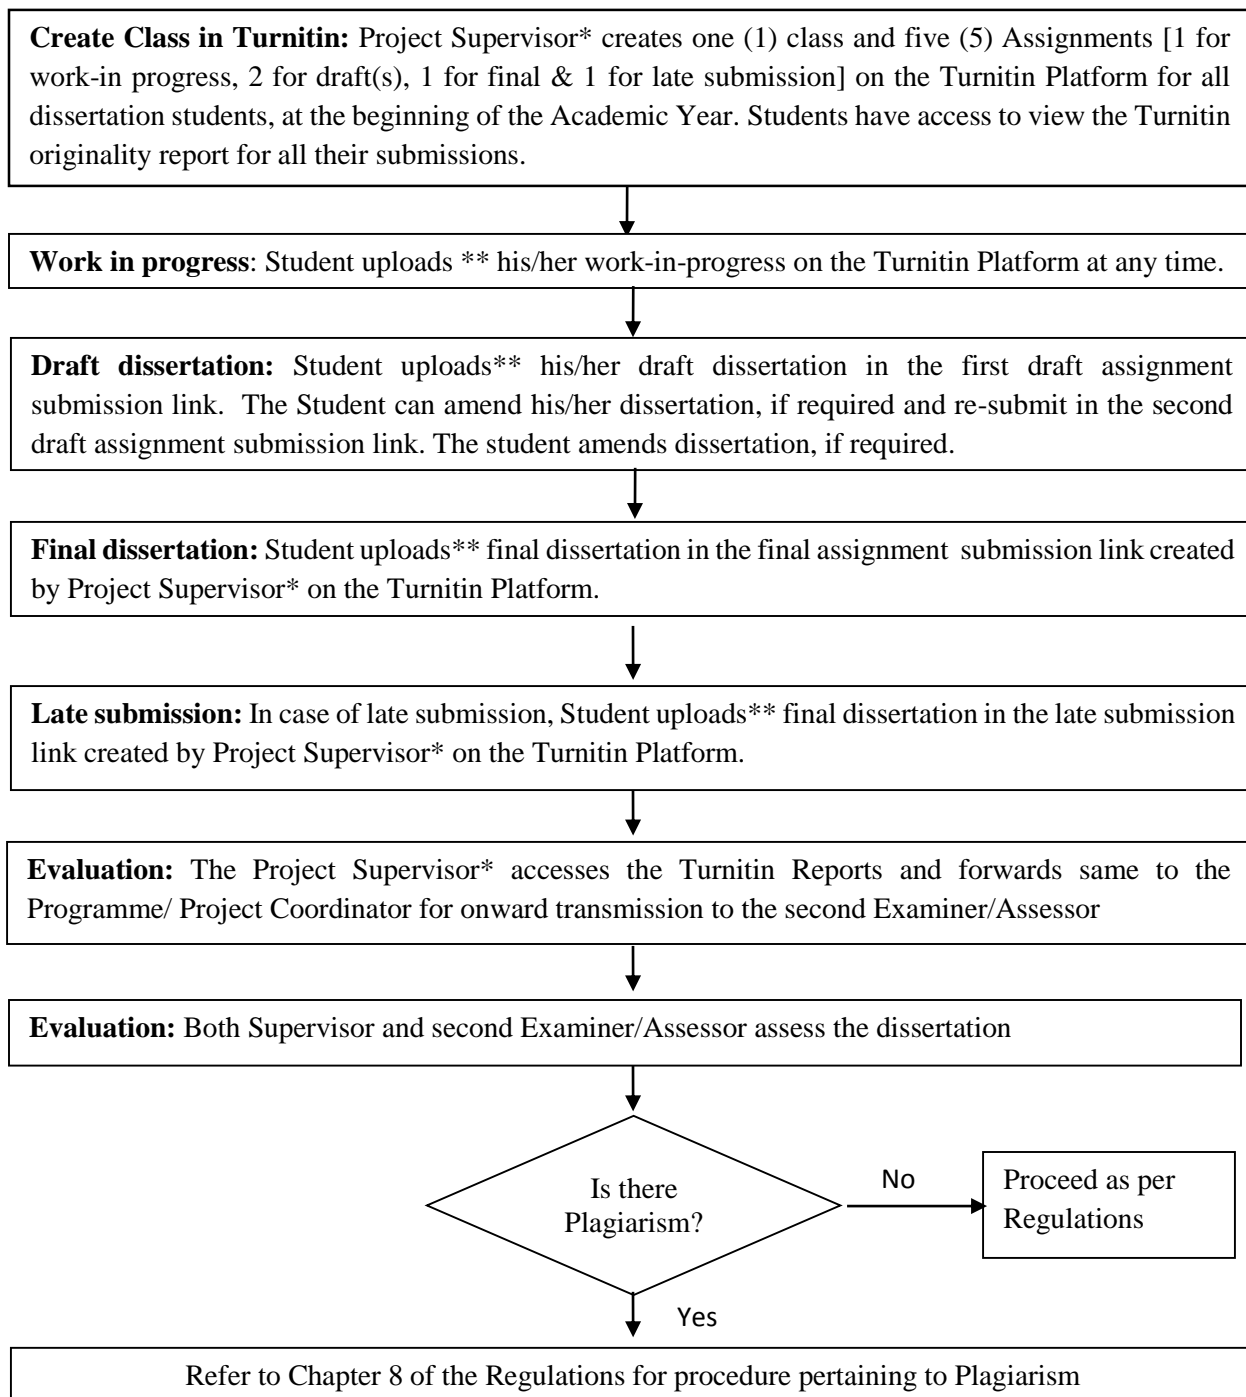 Create Class in Turnitin: Project Supervisor* creates one (1) class and five (5) Assignments [1 for
work-in progress, 2 for draft(s), 1 for final & 1 for late submission] on the Turnitin Platform for all
dissertation students, at the beginning of the Academic Year. Students have access to view the Turnitin
originality report for all their submissions.
Work in progress: Student uploads ** his/her work-in-progress on the Turnitin Platform at any time.
Draft dissertation: Student uploads** his/her draft dissertation in the first draft assignment
submission link. The Student can amend his/her dissertation, if required and re-submit in the second
draft assignment submission link. The student amends dissertation, if required.
Final dissertation: Student uploads** final dissertation in the final assignment submission link created
by Project Supervisor* on the Turnitin Platform.
Late submission: In case of late submission, Student uploads** final dissertation in the late submission
link created by Project Supervisor* on the Turnitin Platform.
Evaluation: The Project Supervisor* accesses the Turnitin Reports and forwards same to the
Programme/ Project Coordinator for onward transmission to the second Examiner/Assessor
Evaluation: Both Supervisor and second Examiner/Assessor assess the dissertation
Is there
Plagiarism?
No
Proceed as per
Regulations
Yes
Refer to Chapter 8 of the Regulations for procedure pertaining to Plagiarism